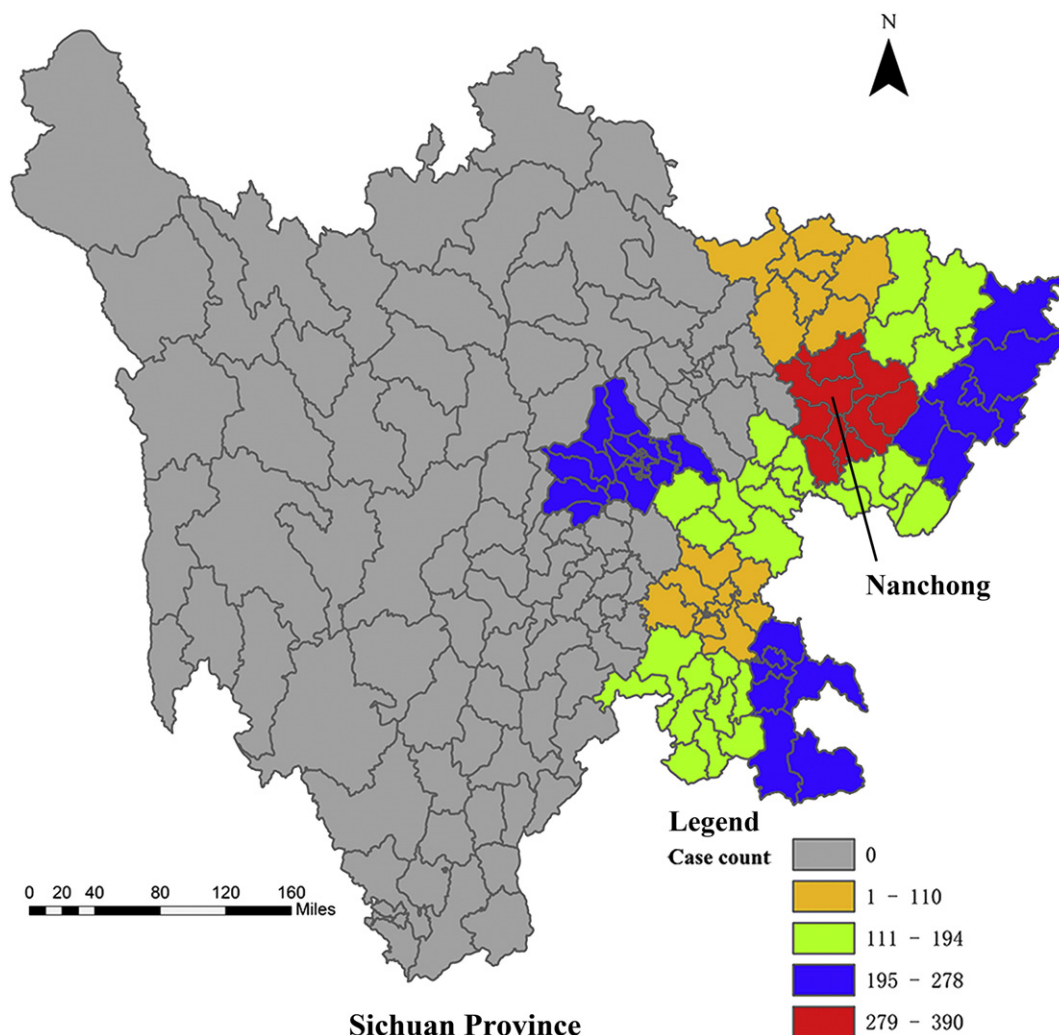 N
Nanchong
Legend
Case count
0
1 - 110
111 - 194
195 - 278
279 - 390
0 20 40 80 120 160
Miles
Sichuan Province